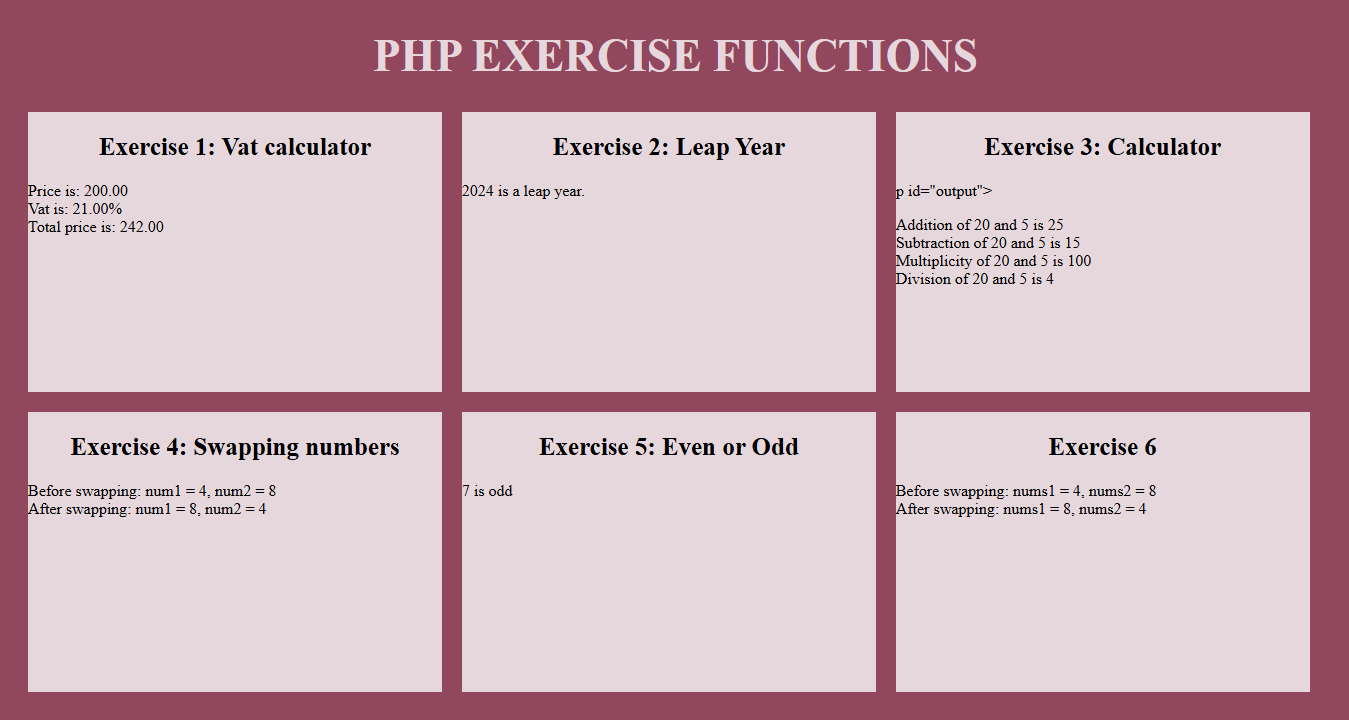 PHP EXERCISE FUNCTIONS
Exercise 1: Vat calculator
Price is: 200.00
Vat is: 21.00%
Total price is: 242.00
Exercise 2: Leap Year
2024 is a leap year.
Exercise 3: Calculator
p id="output">
Addition of 20 and 5 is 25
Subtraction of 20 and 5 is 15
Multiplicity of 20 and 5 is 100
Division of 20 and 5 is 4
Exercise 4: Swapping numbers
Before swapping: num1 = 4, num2 = 8
After swapping: num1 = 8, num2 = 4
Exercise 5: Even or Odd
7 is odd
Exercise 6
Before swapping: nums1 = 4, nums2 = 8
After swapping: nums1 = 8, nums2 = 4